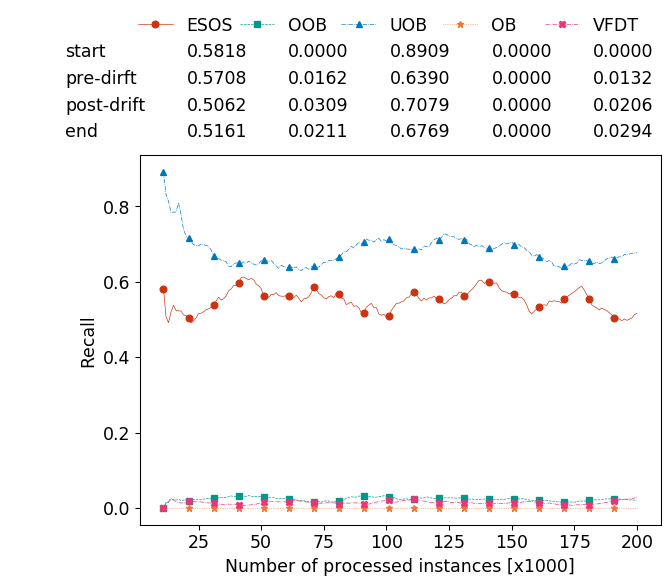 ESOS OOB UOB OB VFDT
start 0.5818 0.0000 0.8909 0.0000 0.0000
pre-dirft 0.5708 0.0162 0.6390 0.0000 0.0132
post-drift 0.5062 0.0309 0.7079 0.0000 0.0206
end 0.5161 0.0211 0.6769 0.0000 0.0294
0.8
0.6
0.4
0.2
0.0
Recall
25 50 75 100 125 150 175 200
Number of processed instances [x1000]